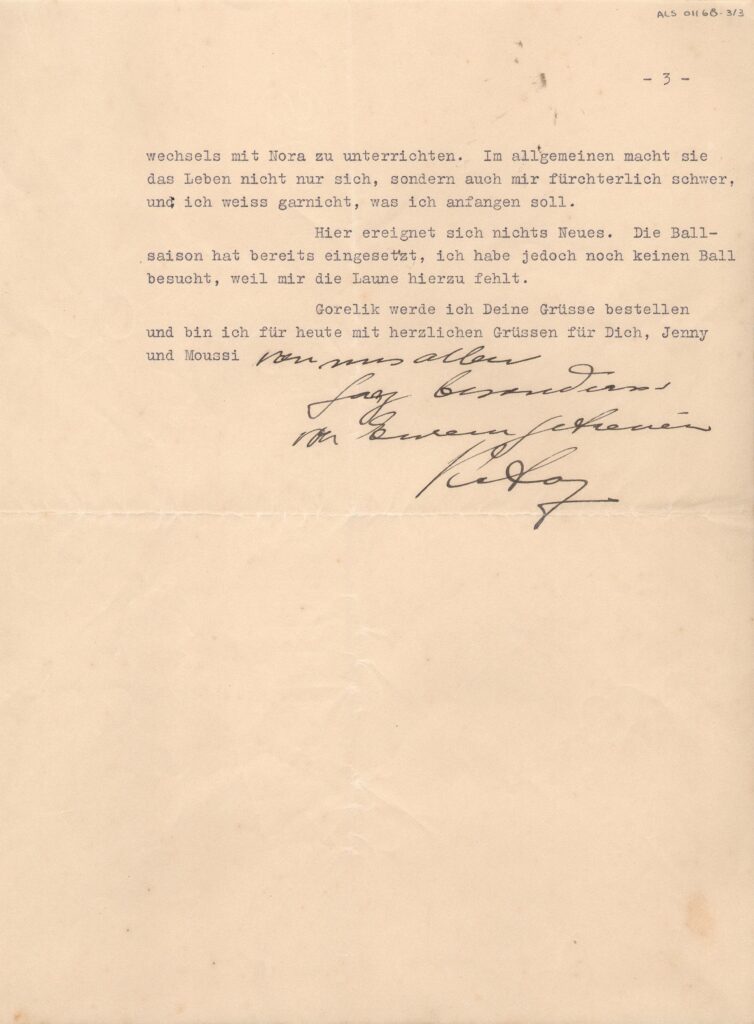 ALS 0116B-3/3
- 3 -
wechsels mit Nora zu unterrichten. Im allgemeinen macht sie
das Leben nicht nur sich, sondern auch mir fürchterlich schwer,
und ich weiss garnicht, was ich anfangen soll.
Hier ereignet sich nichts Neues. Die Ball-
saison hat bereits eingesetzt, ich habe jedoch noch keinen Ball
besucht, weil mir die Laune hierzu fehlt.
Gorelik werde ich Deine Grüsse bestellen
und bin ich für heute mit herzlichen Grüssen für Dich, Jenny
und Moussi von uns allen
ganz besonders
von Eurem getreuen